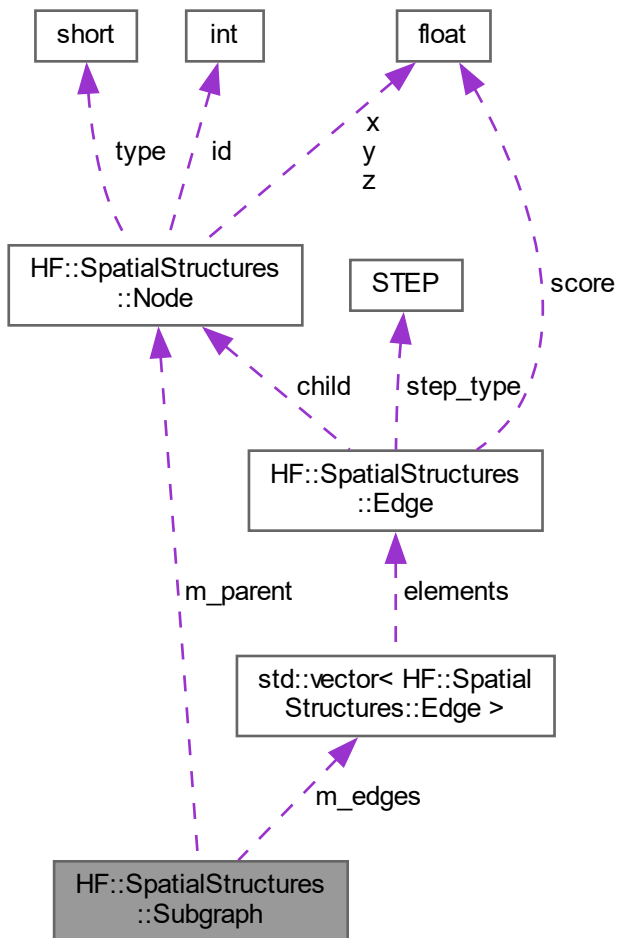 short
int
float
type
id
x
y
z
HF::SpatialStructures
::Node
STEP
score
child
step_type
HF::SpatialStructures
::Edge
m_parent
elements
std::vector< HF::Spatial
Structures::Edge >
m_edges
HF::SpatialStructures
::Subgraph